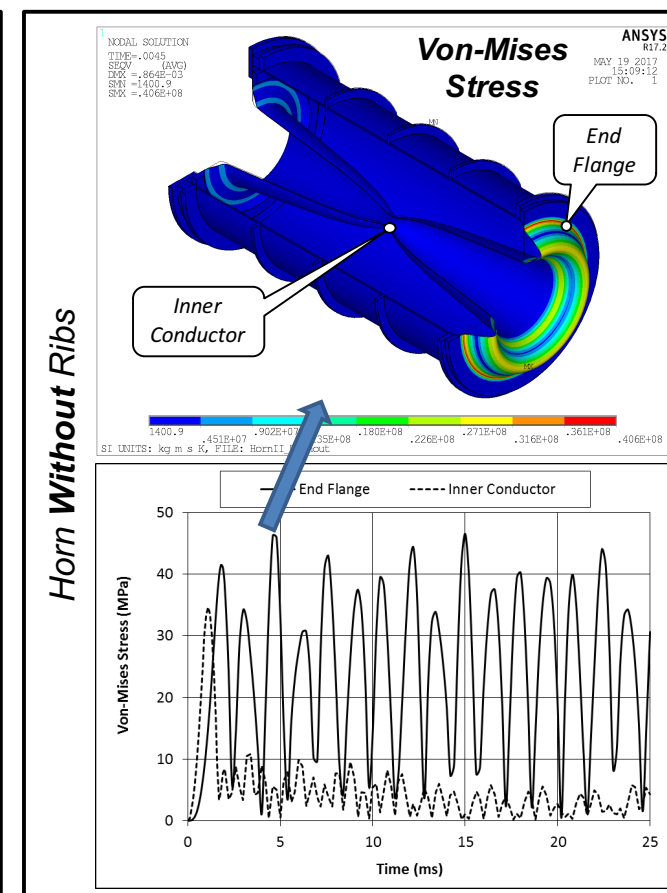 Horn Without Ribs
1
NODAL SOLUTION
TIME=.0045
SEQV (AVG)
DMX =.864E-03
SMN =1400.9
SMX =.406E+08
Von-Mises
Stress
ANSYS
R17.2
MAY 19 2017
15:09:12
PLOT NO. 1
MN
End
Flange
Inner
Conductor
MX
1400.9
.451E+07
.902E+07
.135E+08
.180E+08
.226E+08
.271E+08
.316E+08
.361E+08
.406E+08
SI UNITS: kg m s K, FILE: HornII
End Flange
Inner Conductor
Von-Mises Stress (MPa)
50
40
30
20
10
0
0 5 10 15 20 25
Time (ms)